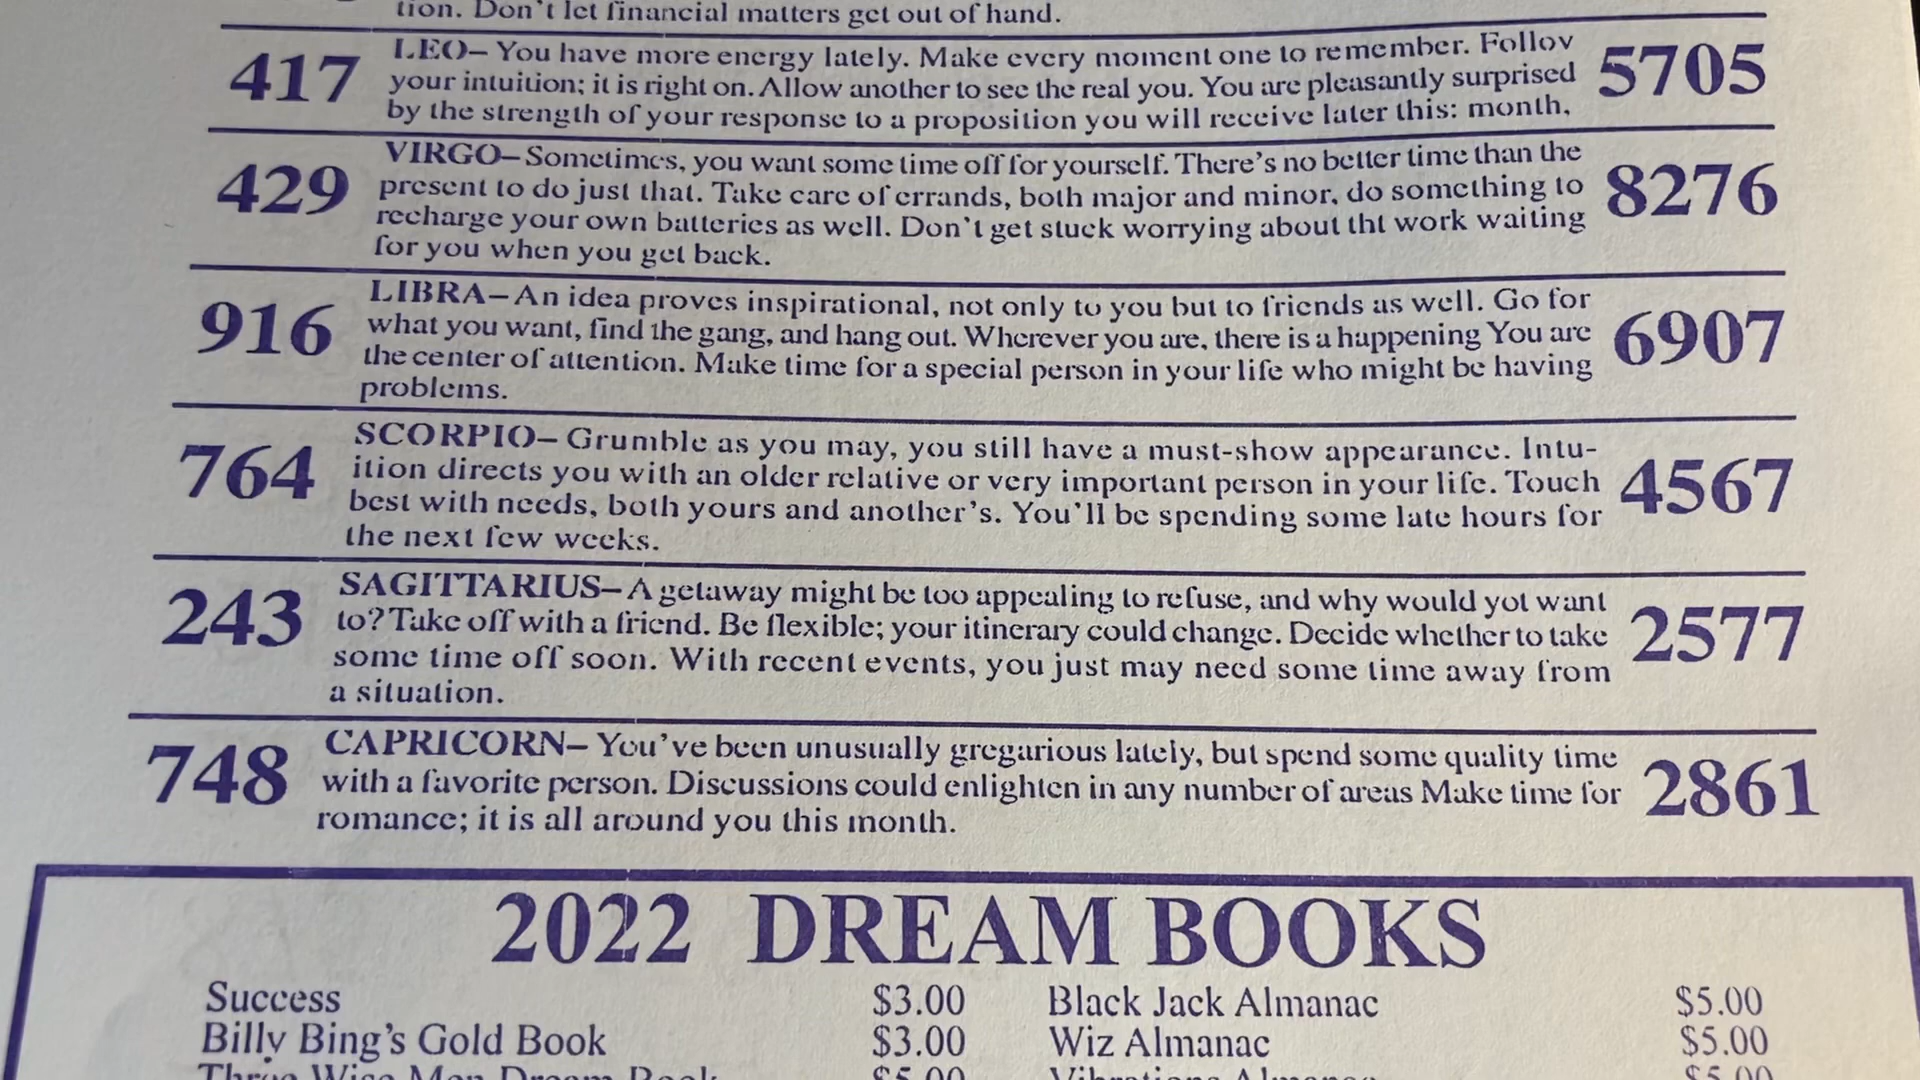 tion. Don't let financial matters get out of hand.
417 LEO– You have more energy lately. Make every moment one to remember. Follov 5705
your intuition; it is right on. Allow another to see the real you. You are pleasantly surprised
by the strength of your response to a proposition you will receive later this: month,
429 VIRGO– Sometimes, you want some time off for yourself. There's no better time than the 8276
present to do just that. Take care of errands, both major and minor, do something to
recharge your own batteries as well. Don't get stuck worrying about tht work waiting
for you when you get back.
916 LIBRA– An idea proves inspirational, not only to you but to friends as well. Go for 6907
what you want, find the gang, and hang out. Wherever you are, there is a happening You are
the center of attention. Make time for a special person in your life who might be having
problems.
764 SCORPIO– Grumble as you may, you still have a must-show appearance. Intu- 4567
ition directs you with an older relative or very important person in your life. Touch
best with needs, both yours and another's. You'll be spending some late hours for
the next few weeks.
243 SAGITTARIUS– A getaway might be too appealing to refuse, and why would yot want 2577
to? Take off with a friend. Be flexible; your itinerary could change. Decide whether to take
some time off soon. With recent events, you just may need some time away from
a situation.
748 CAPRICORN– You've been unusually gregarious lately, but spend some quality time 2861
with a favorite person. Discussions could enlighten in any number of areas Make time for
romance; it is all around you this month.
2022 DREAM BOOKS
Success $3.00 Black Jack Almanac $5.00
Billy Bing's Gold Book $3.00 Wiz Almanac $5.00
Three Wise Men Dream Book $5.00 Vibrations Almanac $5.00